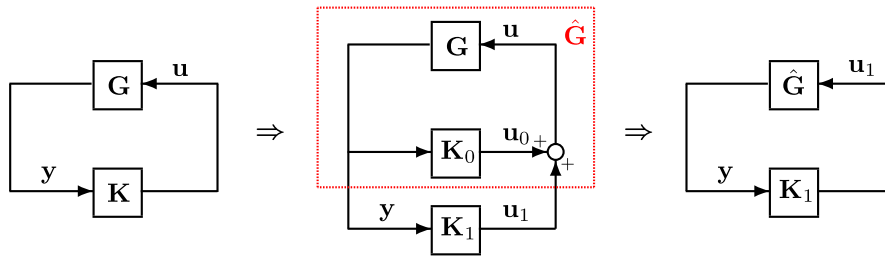 G
u
y
K
⇒
G
u
Ĝ
K₀
u₀
+
+
y
K₁
u₁
⇒
Ĝ
u₁
y
K₁